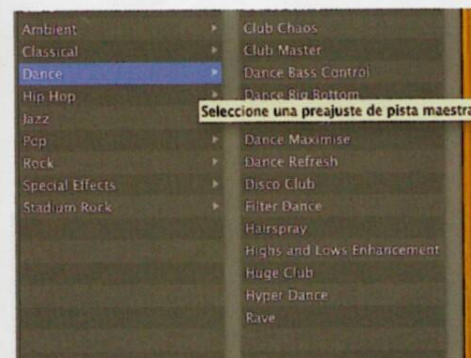 Ambient
Classical
Dance
Hip Hop
Jazz
Pop
Rock
Special Effects
Stadium Rock
Club Chaos
Club Master
Dance Bass Control
Dance Big Bottom
Seleccione una preajuste de pista maestra
Dance Maximise
Dance Refresh
Disco Club
Filter Dance
Hairspray
Highs and Lows Enhancement
Huge Club
Hyper Dance
Rave